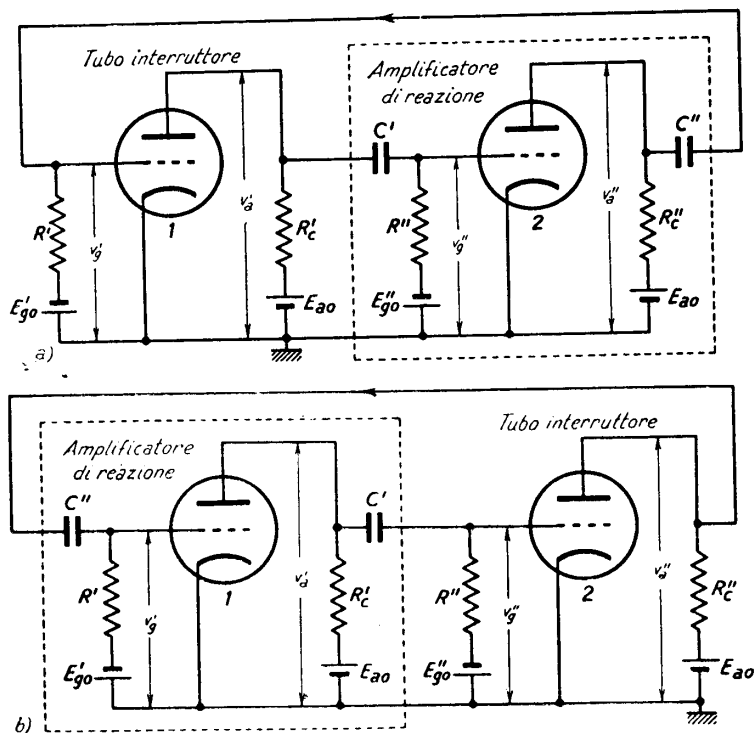 Tubo interruttore
Amplificatore
di reazione
C'
C"
R'
v'g
1
v'a
R'c
R"
v"g
2
v"a
R"c
E'go
Eao
E"go
Eao
a)
Amplificatore
di reazione
Tubo interruttore
C"
C'
R'
v'g
1
v'a
R'c
R"
v"g
2
v"a
R"c
E'go
Eao
E"go
Eao
b)